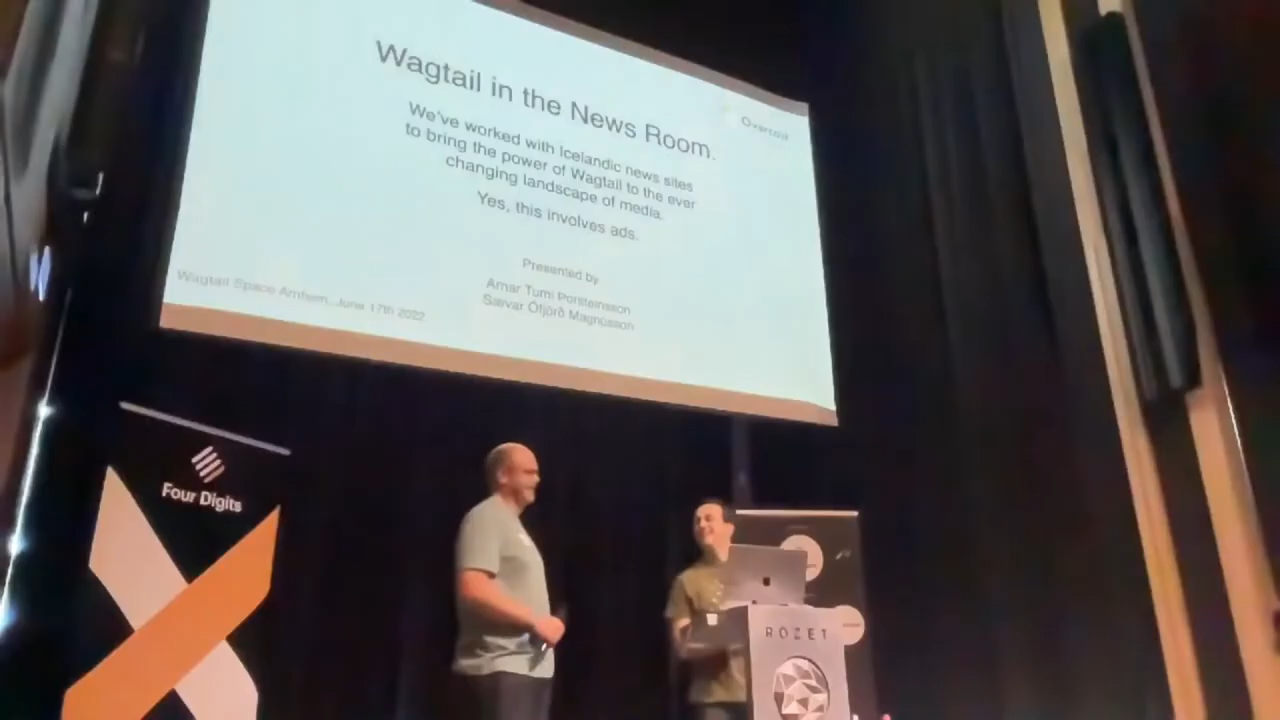 Wagtail in the News Room.
Overcast
We've worked with Icelandic news sites
to bring the power of Wagtail to the ever
changing landscape of media.
Yes, this involves ads.
Presented by
Arnar Tumi Þorsteinsson
Sævar Öfjörð Magnússon
Wagtail Space Arnhem, June 17th 2022
Four Digits
ROZET